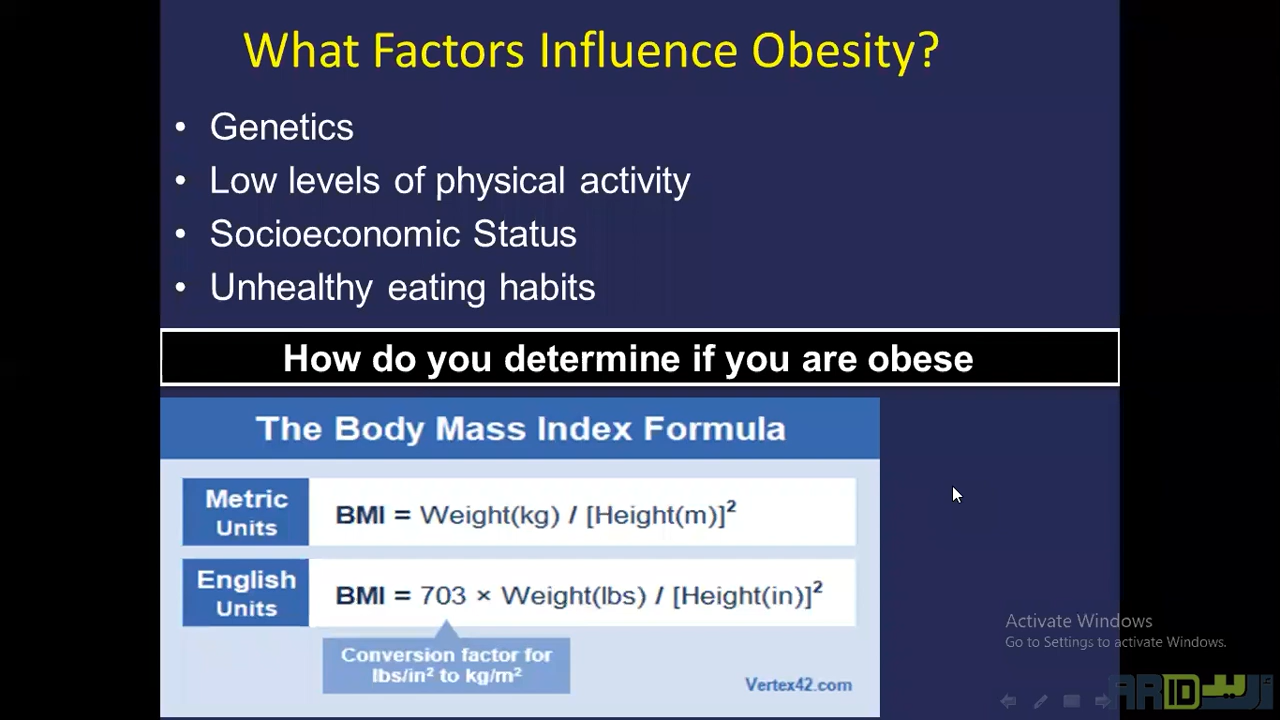 What Factors Influence Obesity?
• Genetics
• Low levels of physical activity
• Socioeconomic Status
• Unhealthy eating habits
How do you determine if you are obese
The Body Mass Index Formula
Metric
Units
BMI = Weight(kg) / [Height(m)]²
English
Units
BMI = 703 × Weight(lbs) / [Height(in)]²
Conversion factor for
lbs/in² to kg/m²
Vertex42.com
Activate Windows
Go to Settings to activate Windows.
ARID أريد